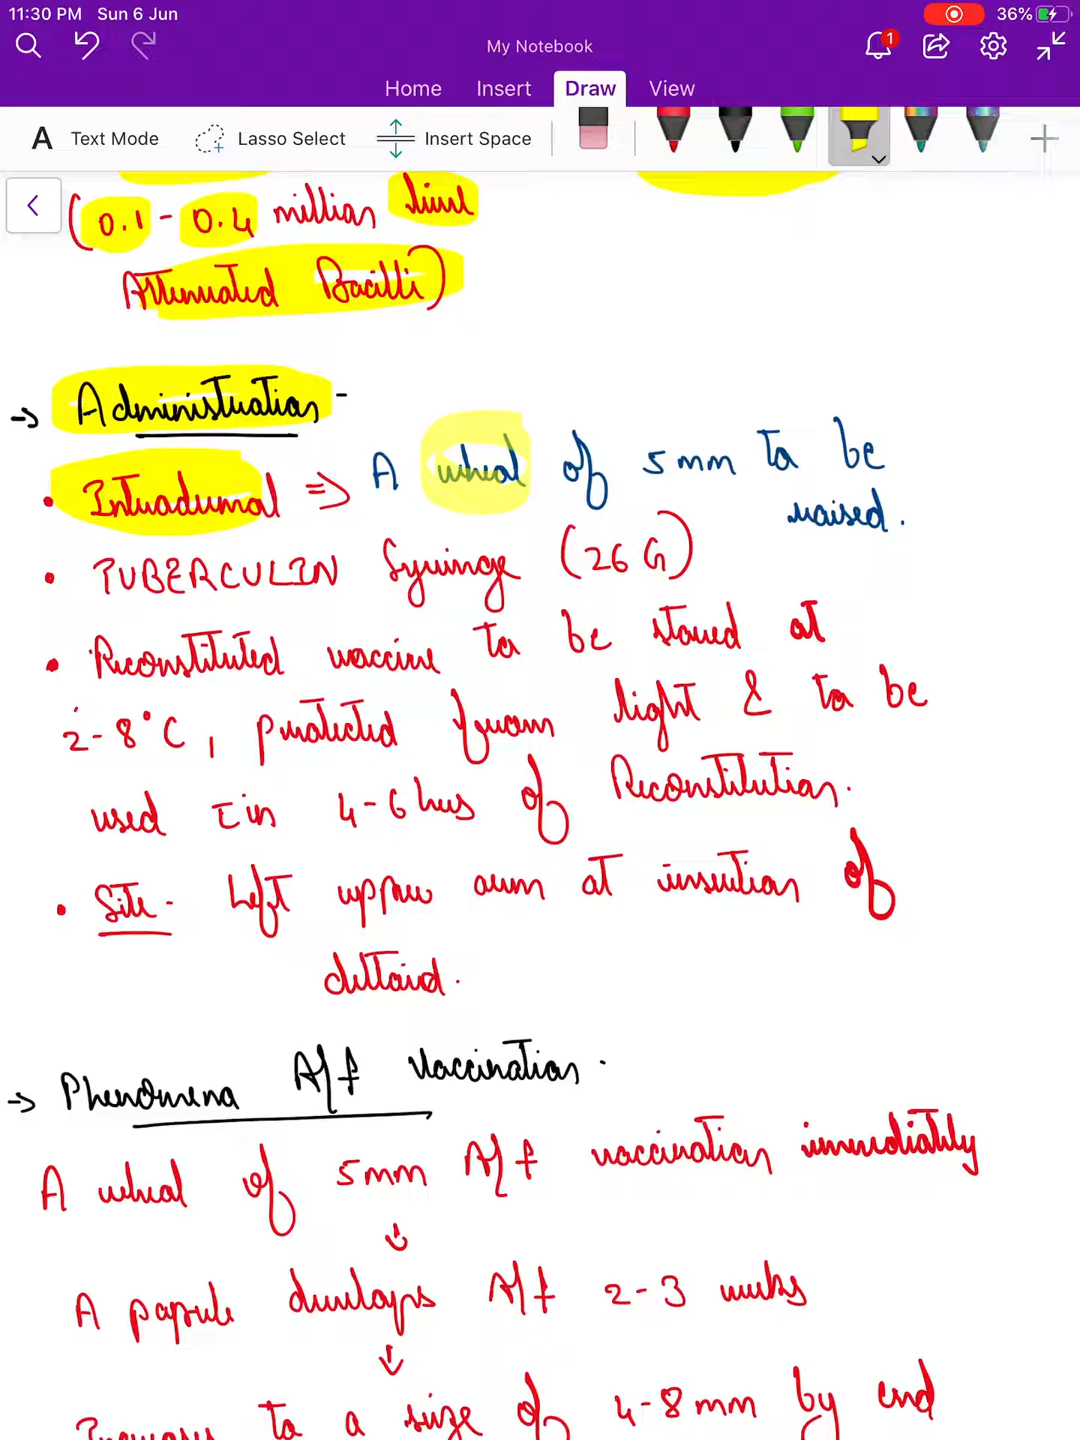 11:30 PM Sun 6 Jun 36%
My Notebook 1
Home Insert Draw View
A Text Mode Lasso Select Insert Space
(0.1 - 0.4 million live
Attenuated Bacilli)
→ Administration -
• Intradermal ⇒ A wheal of 5 mm to be
raised.
• TUBERCULIN Syringe (26 G)
• Reconstituted vaccine to be stored at
2-8°C, protected from light & to be
used in 4-6 hrs of Reconstitution.
• Site - Left upper arm at insertion of
deltoid.
→ Phenomena A/f vaccination.
A wheal of 5mm A/f vaccination immediately
↓
A papule develops A/f 2-3 weeks
↓
Increases to a size of 4-8 mm by end